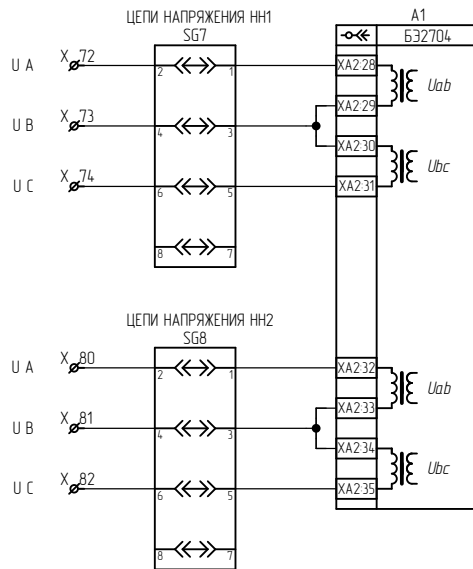 ЦЕПИ НАПРЯЖЕНИЯ НН1
SG7
A1
БЭ2704
U A X 72 2 1 XA2:28
Uab
XA2:29
U B X 73 4 3
XA2:30
Ubc
U C X 74 6 5 XA2:31
8 7
ЦЕПИ НАПРЯЖЕНИЯ НН2
SG8
U A X 80 2 1 XA2:32
Uab
XA2:33
U B X 81 4 3
XA2:34
Ubc
U C X 82 6 5 XA2:35
8 7